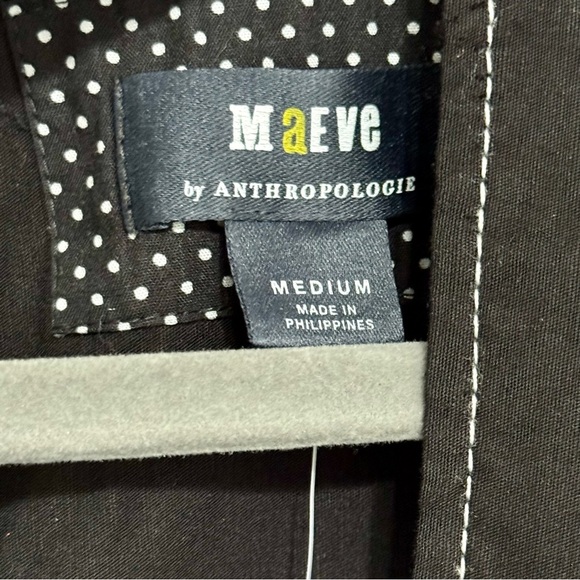 MaEVe
by ANTHROPOLOGIE
MEDIUM
MADE IN
PHILIPPINES